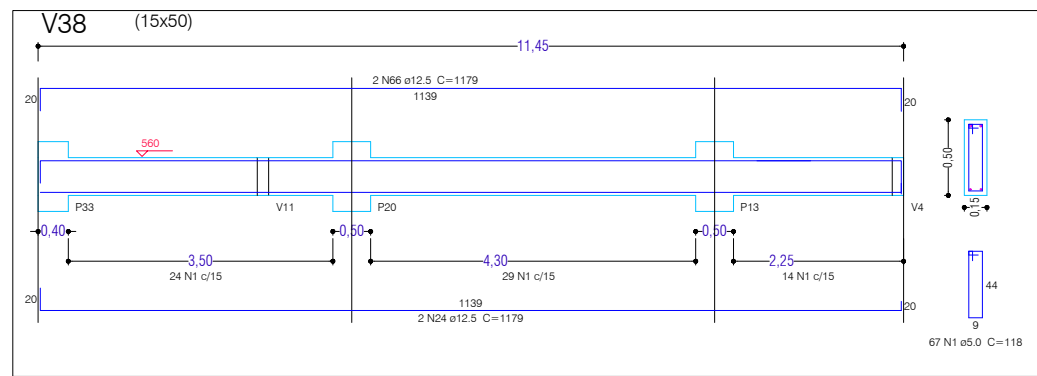 V38 (15x50)
11,45
2 N66 ø12.5 C=1179
20 1139 20
560
P33 V11 P20 P13 V4
0,50
0,15
0,40 0,50 0,50
3,50 4,30 2,25
24 N1 c/15 29 N1 c/15 14 N1 c/15
20 1139 20
2 N24 ø12.5 C=1179
44
9
67 N1 ø5.0 C=118